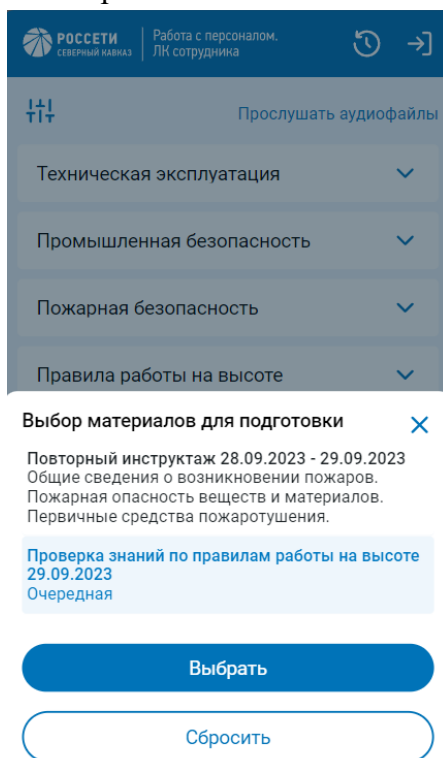 РОССЕТИ
СЕВЕРНЫЙ КАВКАЗ
Работа с персоналом.
ЛК сотрудника
Прослушать аудиофайлы
Техническая эксплуатация
Промышленная безопасность
Пожарная безопасность
Правила работы на высоте
Выбор материалов для подготовки
Повторный инструктаж 28.09.2023 - 29.09.2023
Общие сведения о возникновении пожаров.
Пожарная опасность веществ и материалов.
Первичные средства пожаротушения.
Проверка знаний по правилам работы на высоте
29.09.2023
Очередная
Выбрать
Сбросить